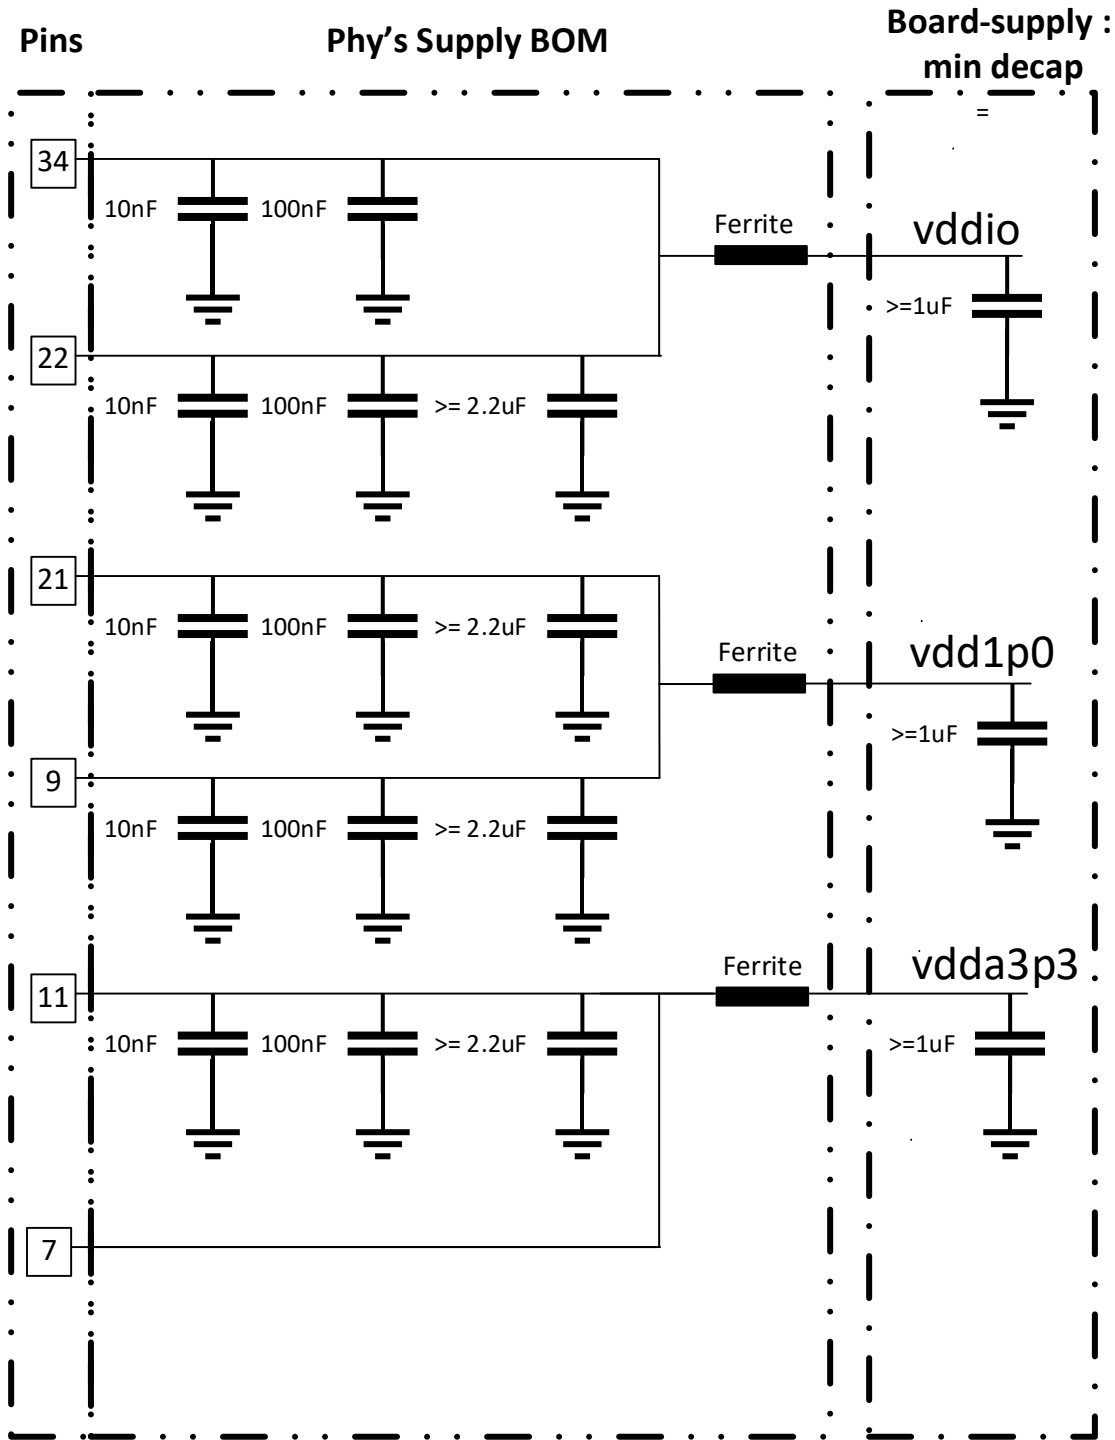 Pins
Phy's Supply BOM
Board-supply :
min decap
=
34
10nF
100nF
Ferrite
vddio
>=1uF
22
10nF
100nF
>= 2.2uF
21
10nF
100nF
>= 2.2uF
Ferrite
vdd1p0
>=1uF
9
10nF
100nF
>= 2.2uF
Ferrite
vdda3p3
11
10nF
100nF
>= 2.2uF
>=1uF
7